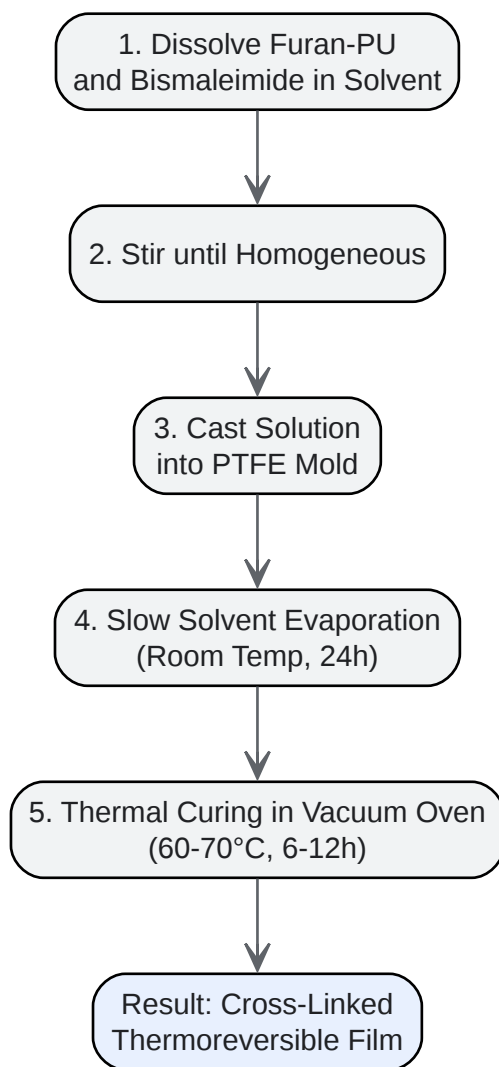 1. Dissolve Furan-PU
and Bismaleimide in Solvent
2. Stir until Homogeneous
3. Cast Solution
into PTFE Mold
4. Slow Solvent Evaporation
(Room Temp, 24h)
5. Thermal Curing in Vacuum Oven
(60-70°C, 6-12h)
Result: Cross-Linked
Thermoreversible Film